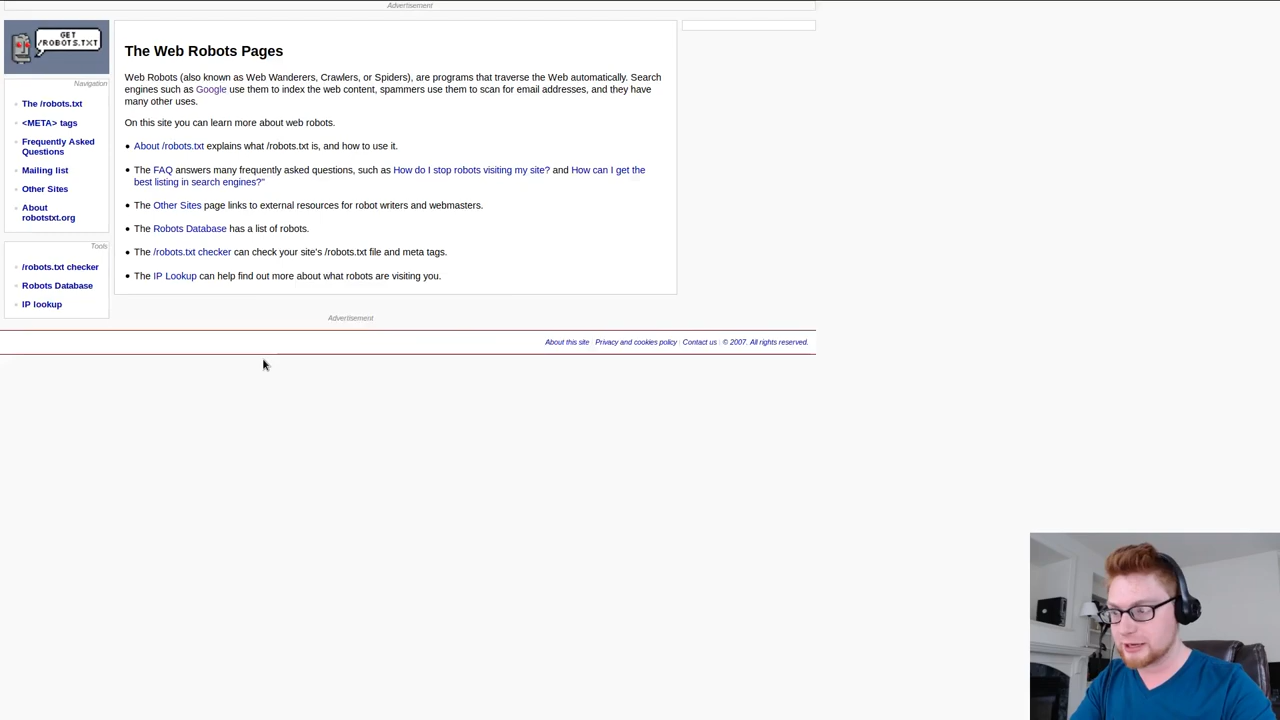 Advertisement
GET
/ROBOTS.TXT
Navigation
The /robots.txt
<META> tags
Frequently Asked
Questions
Mailing list
Other Sites
About
robotstxt.org
Tools
/robots.txt checker
Robots Database
IP lookup
The Web Robots Pages
Web Robots (also known as Web Wanderers, Crawlers, or Spiders), are programs that traverse the Web automatically. Search
engines such as Google use them to index the web content, spammers use them to scan for email addresses, and they have
many other uses.
On this site you can learn more about web robots.
• About /robots.txt explains what /robots.txt is, and how to use it.
• The FAQ answers many frequently asked questions, such as How do I stop robots visiting my site? and How can I get the
best listing in search engines?"
• The Other Sites page links to external resources for robot writers and webmasters.
• The Robots Database has a list of robots.
• The /robots.txt checker can check your site's /robots.txt file and meta tags.
• The IP Lookup can help find out more about what robots are visiting you.
Advertisement
About this site | Privacy and cookies policy | Contact us | © 2007. All rights reserved.